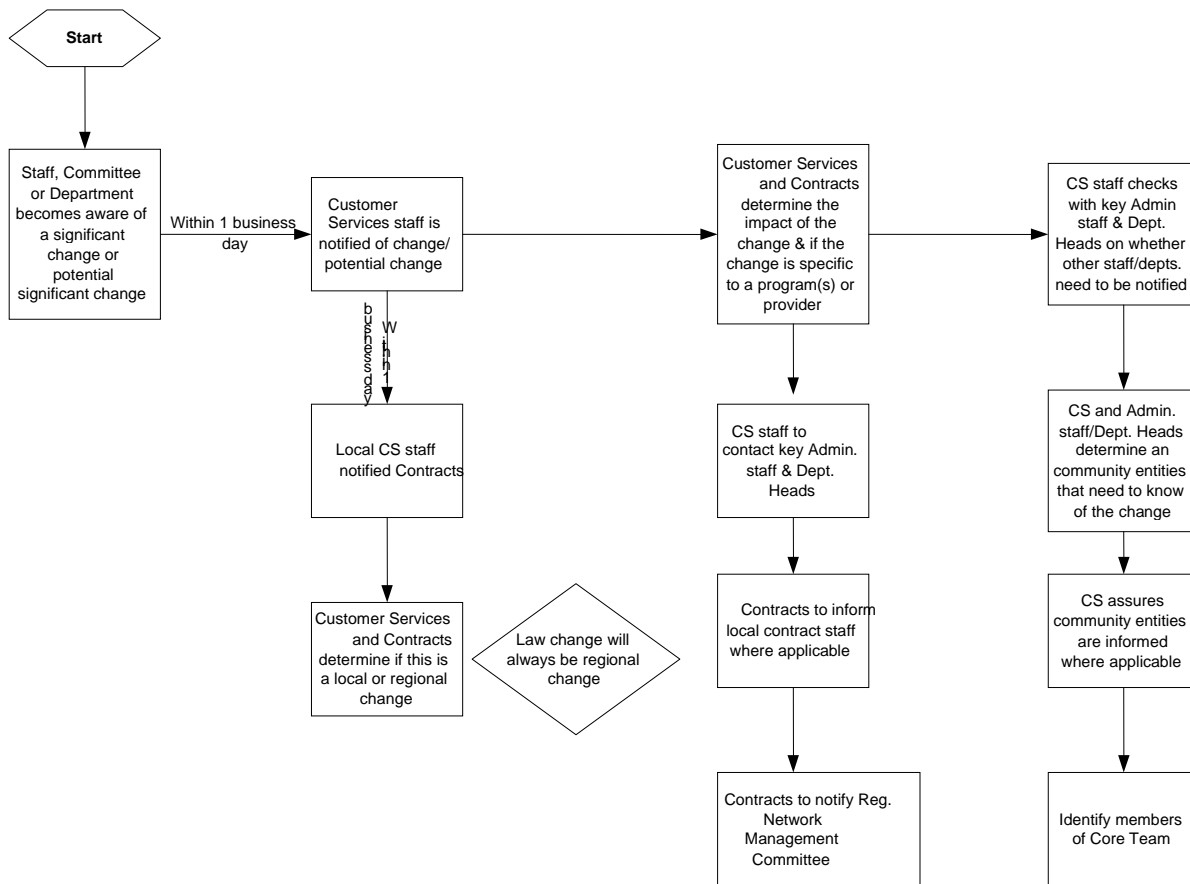 Start
Staff, Committee
or Department
becomes aware of
a significant
change or
potential
significant change
Within 1 business
day
Customer
Services staff is
notified of change/
potential change
Within 1
business day
Local CS staff
notified Contracts
Customer Services
and Contracts
determine if this is
a local or regional
change
Law change will
always be regional
change
Customer Services
and Contracts
determine the
impact of the
change & if the
change is specific
to a program(s) or
provider
CS staff to
contact key Admin.
staff & Dept.
Heads
Contracts to inform
local contract staff
where applicable
Contracts to notify Reg.
Network
Management
Committee
CS staff checks
with key Admin
staff & Dept.
Heads on whether
other staff/depts.
need to be notified
CS and Admin.
staff/Dept. Heads
determine an
community entities
that need to know
of the change
CS assures
community entities
are informed
where applicable
Identify members
of Core Team